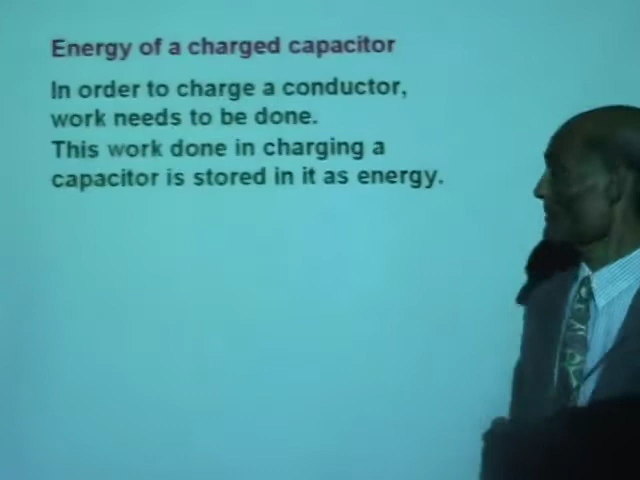 Energy of a charged capacitor
In order to charge a conductor,
work needs to be done.
This work done in charging a
capacitor is stored in it as energy.